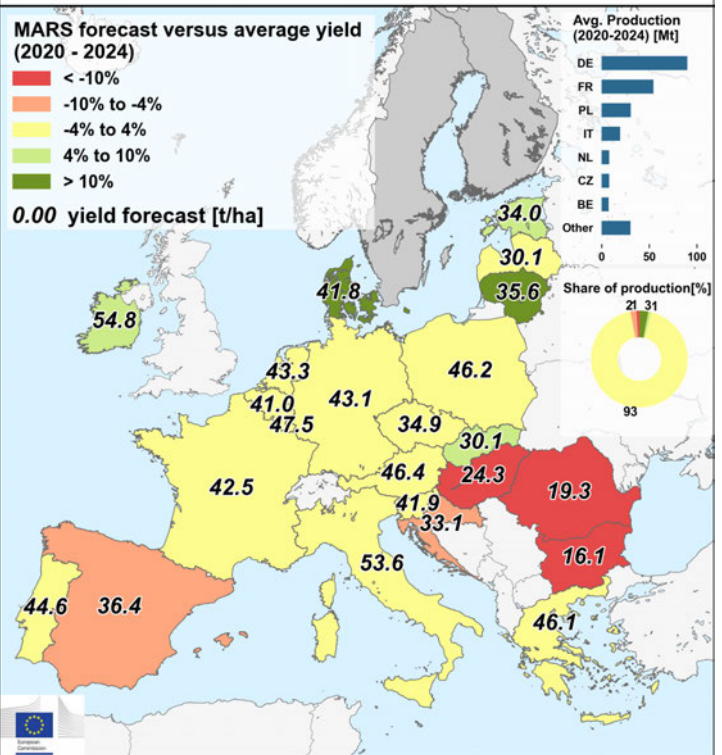 MARS forecast versus average yield
(2020 - 2024)
< -10%
-10% to -4%
-4% to 4%
4% to 10%
> 10%
0.00 yield forecast [t/ha]
Avg. Production
(2020-2024) [Mt]
DE
FR
PL
IT
NL
CZ
BE
Other
0 50 100
Share of production[%]
21 31
93
34.0
30.1
35.6
41.8
54.8
43.3
46.2
43.1
41.0
47.5
34.9
30.1
46.4
24.3
42.5
19.3
41.9
33.1
16.1
53.6
44.6
36.4
46.1
European
Commission